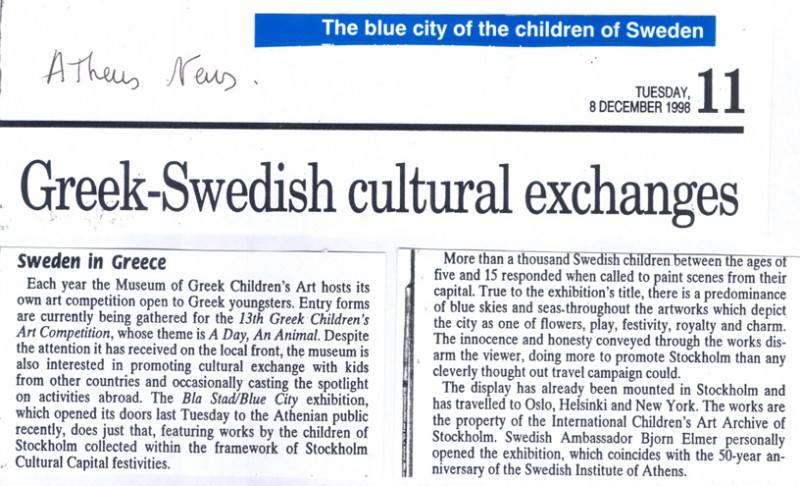 The blue city of the children of Sweden
Athens News.
TUESDAY,
8 DECEMBER 1998
11
Greek-Swedish cultural exchanges
Sweden in Greece
Each year the Museum of Greek Children's Art hosts its
own art competition open to Greek youngsters. Entry forms
are currently being gathered for the 13th Greek Children's
Art Competition, whose theme is A Day, An Animal. Despite
the attention it has received on the local front, the museum is
also interested in promoting cultural exchange with kids
from other countries and occasionally casting the spotlight
on activities abroad. The Bla Stad/Blue City exhibition,
which opened its doors last Tuesday to the Athenian public
recently, does just that, featuring works by the children of
Stockholm collected within the framework of Stockholm
Cultural Capital festivities.
More than a thousand Swedish children between the ages of
five and 15 responded when called to paint scenes from their
capital. True to the exhibition's title, there is a predominance
of blue skies and seas throughout the artworks which depict
the city as one of flowers, play, festivity, royalty and charm.
The innocence and honesty conveyed through the works dis-
arm the viewer, doing more to promote Stockholm than any
cleverly thought out travel campaign could.
The display has already been mounted in Stockholm and
has travelled to Oslo, Helsinki and New York. The works are
the property of the International Children's Art Archive of
Stockholm. Swedish Ambassador Bjorn Elmer personally
opened the exhibition, which coincides with the 50-year an-
niversary of the Swedish Institute of Athens.